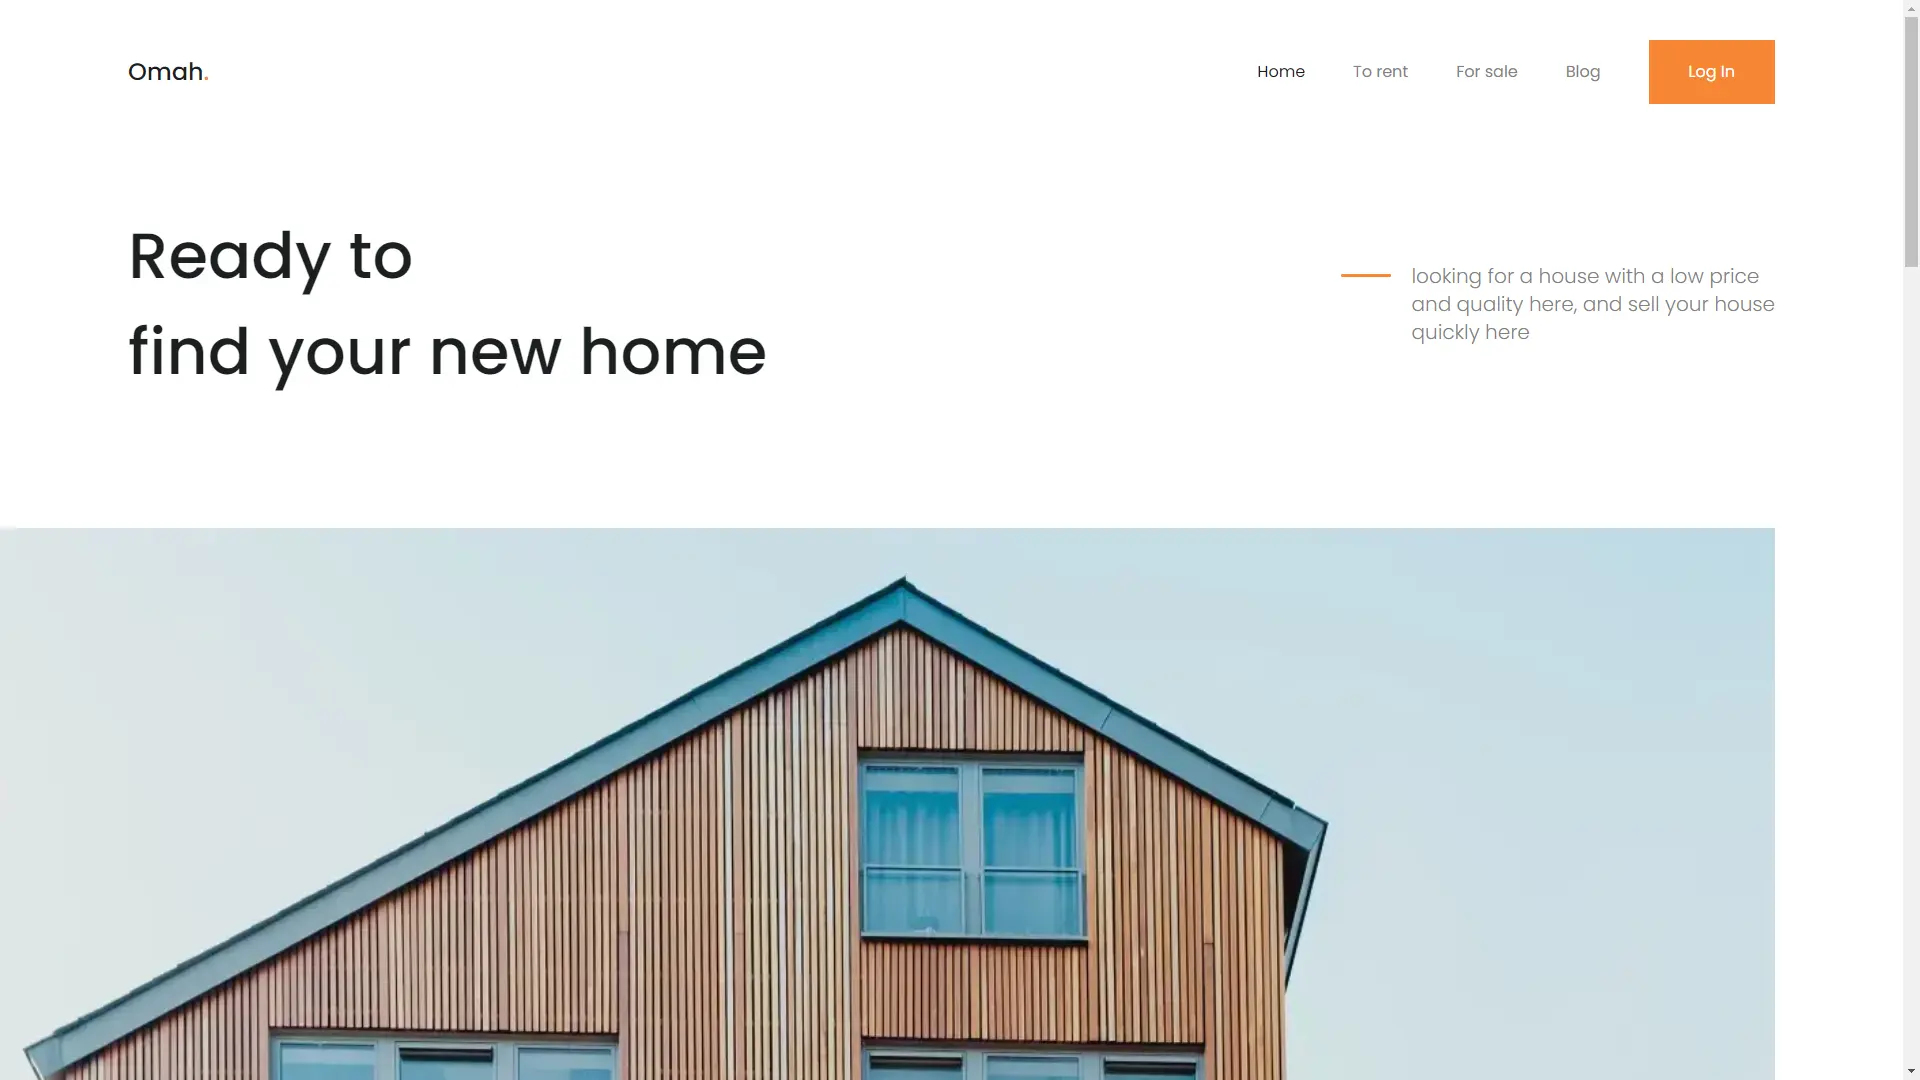 Omah.
Home
To rent
For sale
Blog
Log In
Ready to
find your new home
looking for a house with a low price
and quality here, and sell your house
quickly here